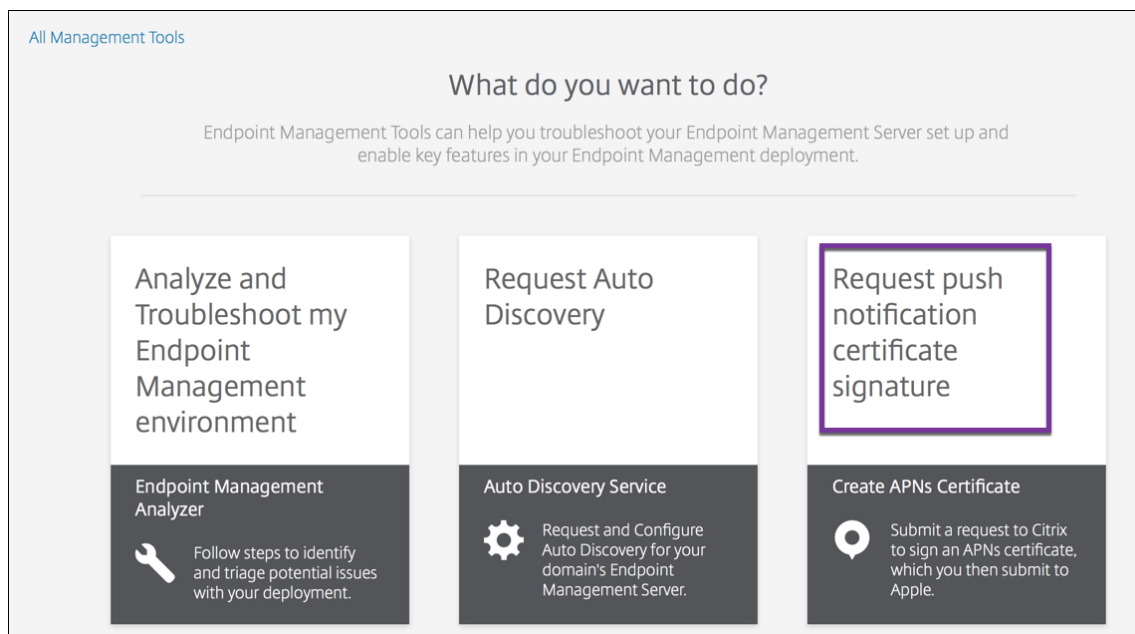 All Management Tools
What do you want to do?
Endpoint Management Tools can help you troubleshoot your Endpoint Management Server set up and
enable key features in your Endpoint Management deployment.
Analyze and
Troubleshoot my
Endpoint
Management
environment
Endpoint Management
Analyzer
Follow steps to identify
and triage potential issues
with your deployment.
Request Auto
Discovery
Auto Discovery Service
Request and Configure
Auto Discovery for your
domain's Endpoint
Management Server.
Request push
notification
certificate
signature
Create APNs Certificate
Submit a request to Citrix
to sign an APNs certificate,
which you then submit to
Apple.